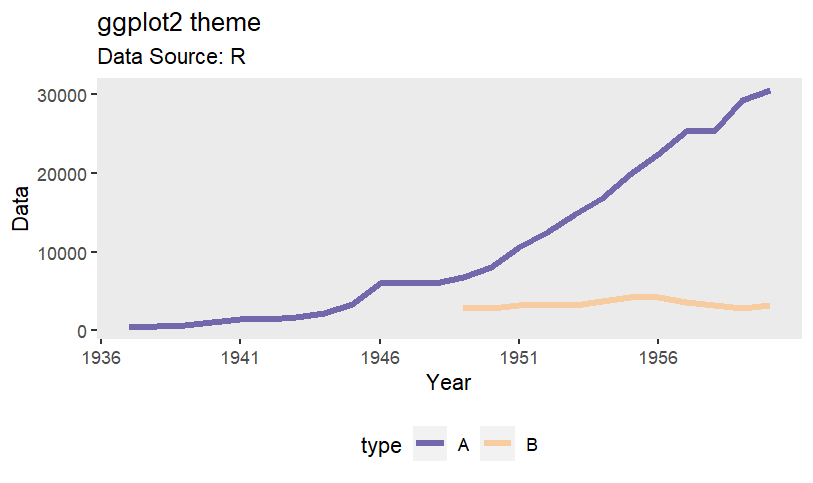 ggplot2 theme
Data Source: R
30000
20000
10000
0
Data
1936 1941 1946 1951 1956
Year
type A B